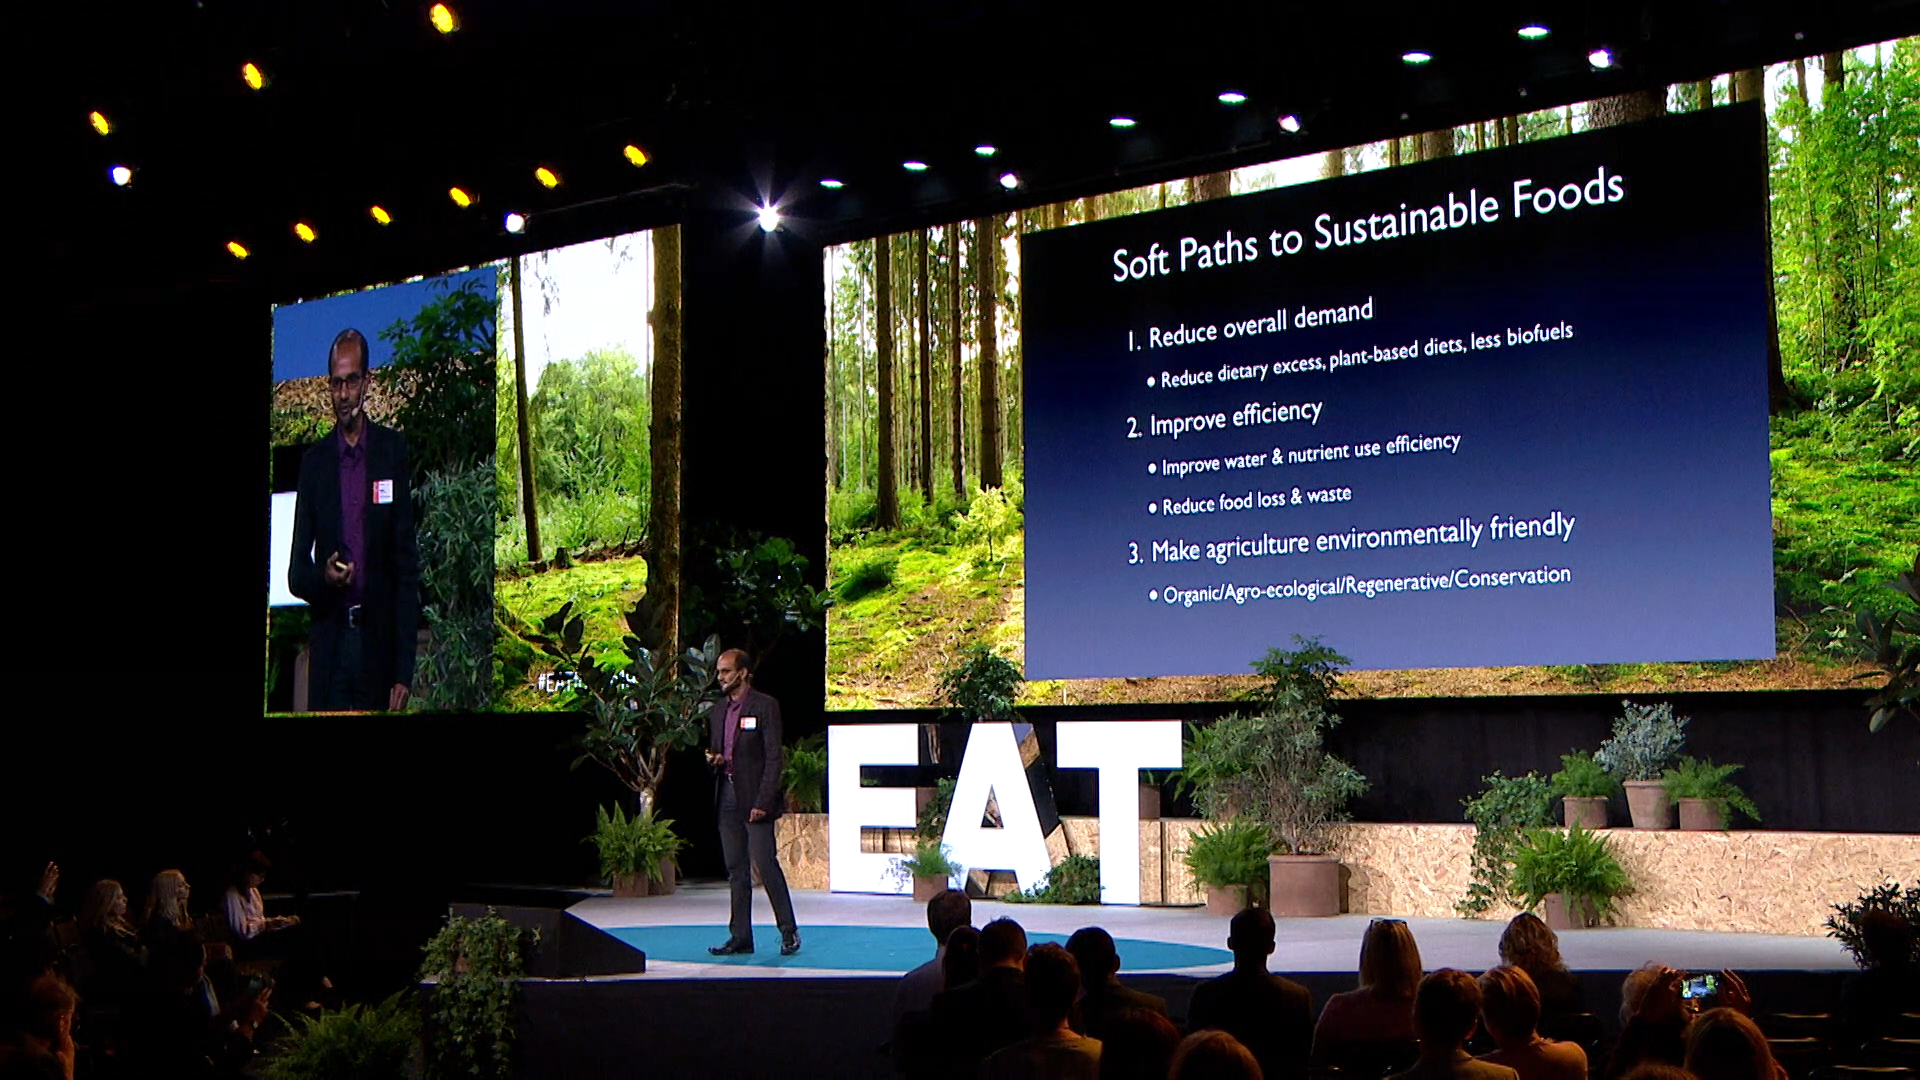 Soft Paths to Sustainable Foods
1. Reduce overall demand
• Reduce dietary excess, plant-based diets, less biofuels
2. Improve efficiency
• Improve water & nutrient use efficiency
• Reduce food loss & waste
3. Make agriculture environmentally friendly
• Organic/Agro-ecological/Regenerative/Conservation
EAT